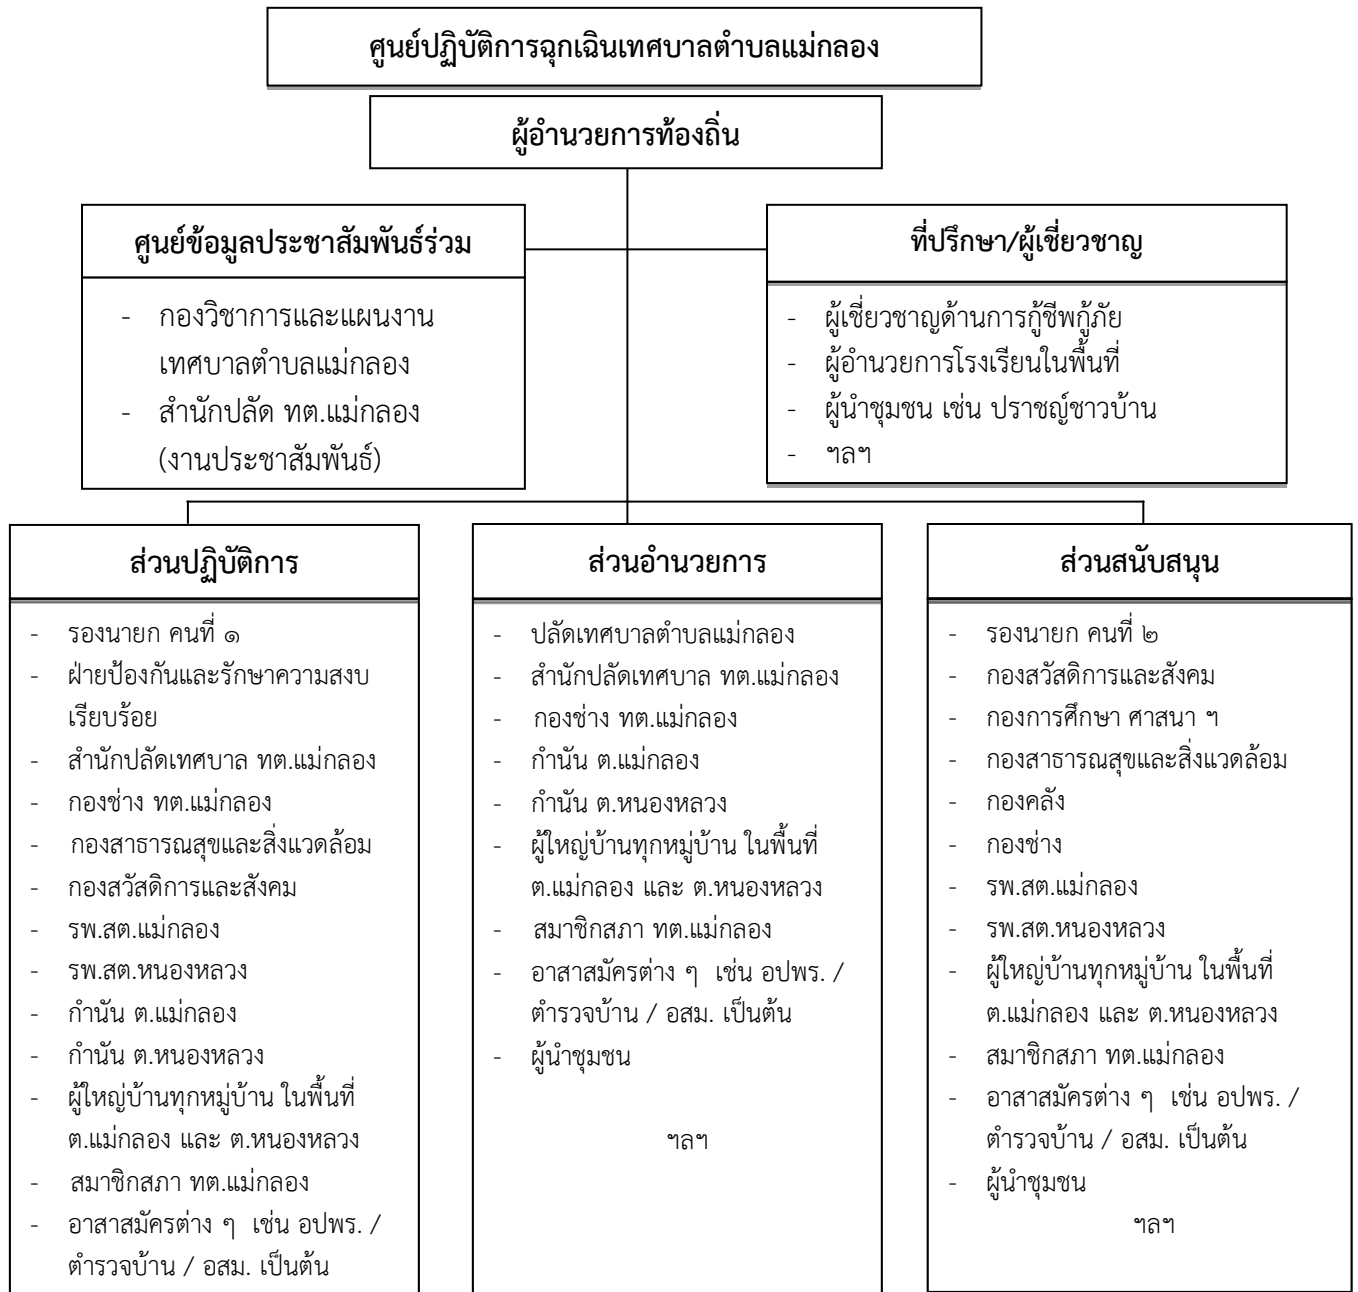 ศูนย์ปฏิบัติการฉุกเฉินเทศบาลตำบลแม่กลอง
ผู้อำนวยการท้องถิ่น
ศูนย์ข้อมูลประชาสัมพันธ์ร่วม
- กองวิชาการและแผนงาน
เทศบาลตำบลแม่กลอง
- สำนักปลัด ทต.แม่กลอง
(งานประชาสัมพันธ์)
ที่ปรึกษา/ผู้เชี่ยวชาญ
- ผู้เชี่ยวชาญด้านการกู้ชีพกู้ภัย
- ผู้อำนวยการโรงเรียนในพื้นที่
- ผู้นำชุมชน เช่น ปราชญ์ชาวบ้าน
- ฯลฯ
ส่วนปฏิบัติการ
- รองนายก คนที่ ๑
- ฝ่ายป้องกันและรักษาความสงบ
เรียบร้อย
- สำนักปลัดเทศบาล ทต.แม่กลอง
- กองช่าง ทต.แม่กลอง
- กองสาธารณสุขและสิ่งแวดล้อม
- กองสวัสดิการและสังคม
- รพ.สต.แม่กลอง
- รพ.สต.หนองหลวง
- กำนัน ต.แม่กลอง
- กำนัน ต.หนองหลวง
- ผู้ใหญ่บ้านทุกหมู่บ้าน ในพื้นที่
ต.แม่กลอง และ ต.หนองหลวง
- สมาชิกสภา ทต.แม่กลอง
- อาสาสมัครต่าง ๆ เช่น อปพร. /
ตำรวจบ้าน / อสม. เป็นต้น
ส่วนอำนวยการ
- ปลัดเทศบาลตำบลแม่กลอง
- สำนักปลัดเทศบาล ทต.แม่กลอง
- กองช่าง ทต.แม่กลอง
- กำนัน ต.แม่กลอง
- กำนัน ต.หนองหลวง
- ผู้ใหญ่บ้านทุกหมู่บ้าน ในพื้นที่
ต.แม่กลอง และ ต.หนองหลวง
- สมาชิกสภา ทต.แม่กลอง
- อาสาสมัครต่าง ๆ เช่น อปพร. /
ตำรวจบ้าน / อสม. เป็นต้น
- ผู้นำชุมชน
ฯลฯ
ส่วนสนับสนุน
- รองนายก คนที่ ๒
- กองสวัสดิการและสังคม
- กองการศึกษา ศาสนา ฯ
- กองสาธารณสุขและสิ่งแวดล้อม
- กองคลัง
- กองช่าง
- รพ.สต.แม่กลอง
- รพ.สต.หนองหลวง
- ผู้ใหญ่บ้านทุกหมู่บ้าน ในพื้นที่
ต.แม่กลอง และ ต.หนองหลวง
- สมาชิกสภา ทต.แม่กลอง
- อาสาสมัครต่าง ๆ เช่น อปพร. /
ตำรวจบ้าน / อสม. เป็นต้น
- ผู้นำชุมชน
ฯลฯ